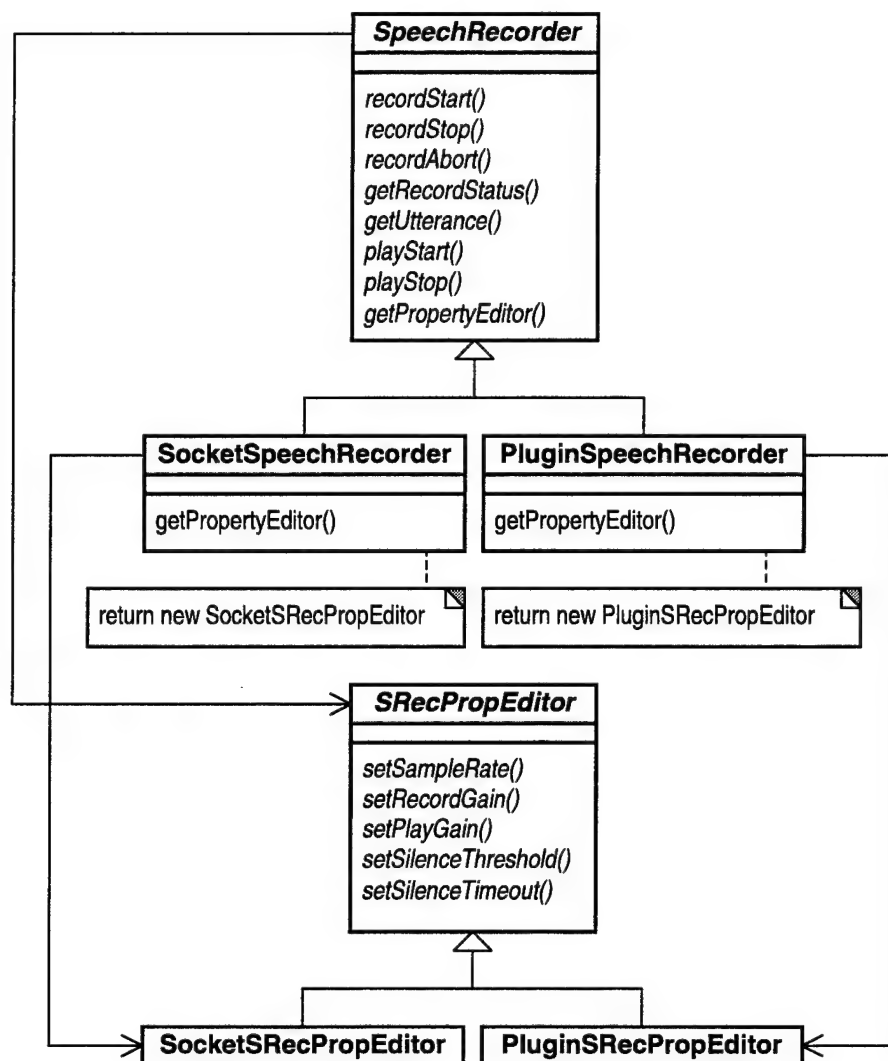 SpeechRecorder
recordStart()
recordStop()
recordAbort()
getRecordStatus()
getUtterance()
playStart()
playStop()
getPropertyEditor()
SocketSpeechRecorder
getPropertyEditor()
return new SocketSRecPropEditor
PluginSpeechRecorder
getPropertyEditor()
return new PluginSRecPropEditor
SRecPropEditor
setSampleRate()
setRecordGain()
setPlayGain()
setSilenceThreshold()
setSilenceTimeout()
SocketSRecPropEditor
PluginSRecPropEditor